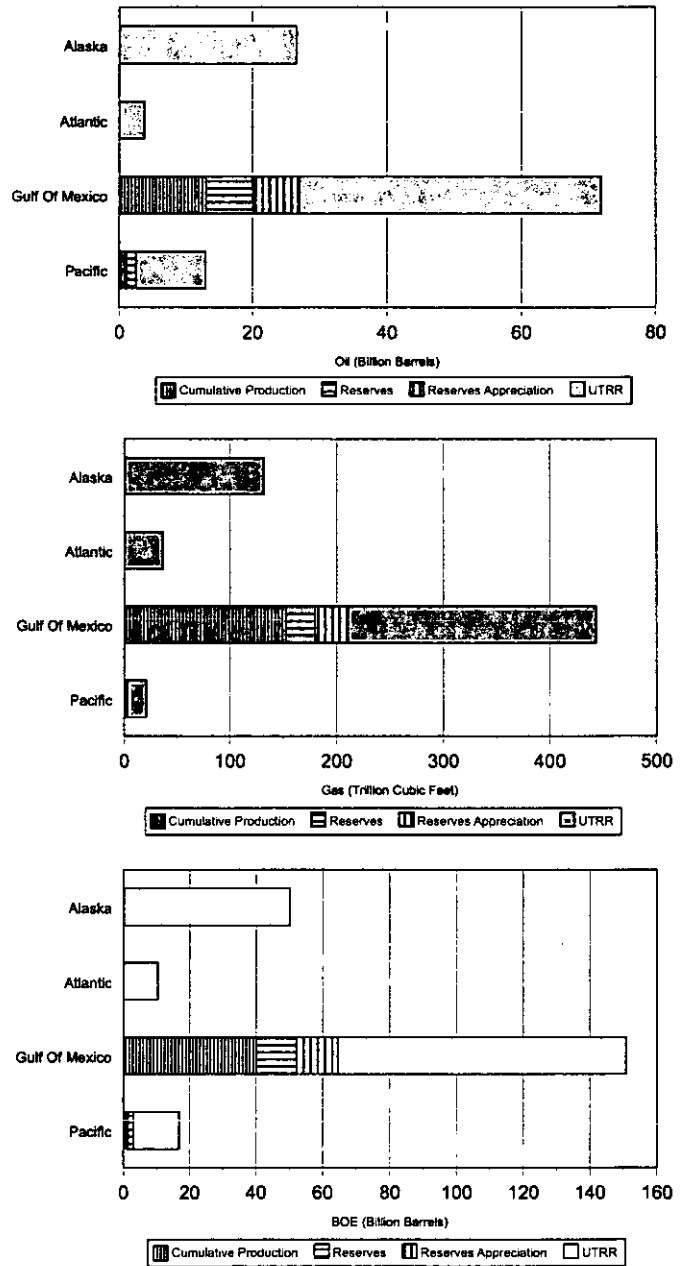 Alaska
Atlantic
Gulf Of Mexico
Pacific
0 20 40 60 80
Oil (Billion Barrels)
Cumulative Production Reserves Reserves Appreciation UTRR
Alaska
Atlantic
Gulf Of Mexico
Pacific
0 100 200 300 400 500
Gas (Trillion Cubic Feet)
Cumulative Production Reserves Reserves Appreciation UTRR
Alaska
Atlantic
Gulf Of Mexico
Pacific
0 20 40 60 80 100 120 140 160
BOE (Billion Barrels)
Cumulative Production Reserves Reserves Appreciation UTRR